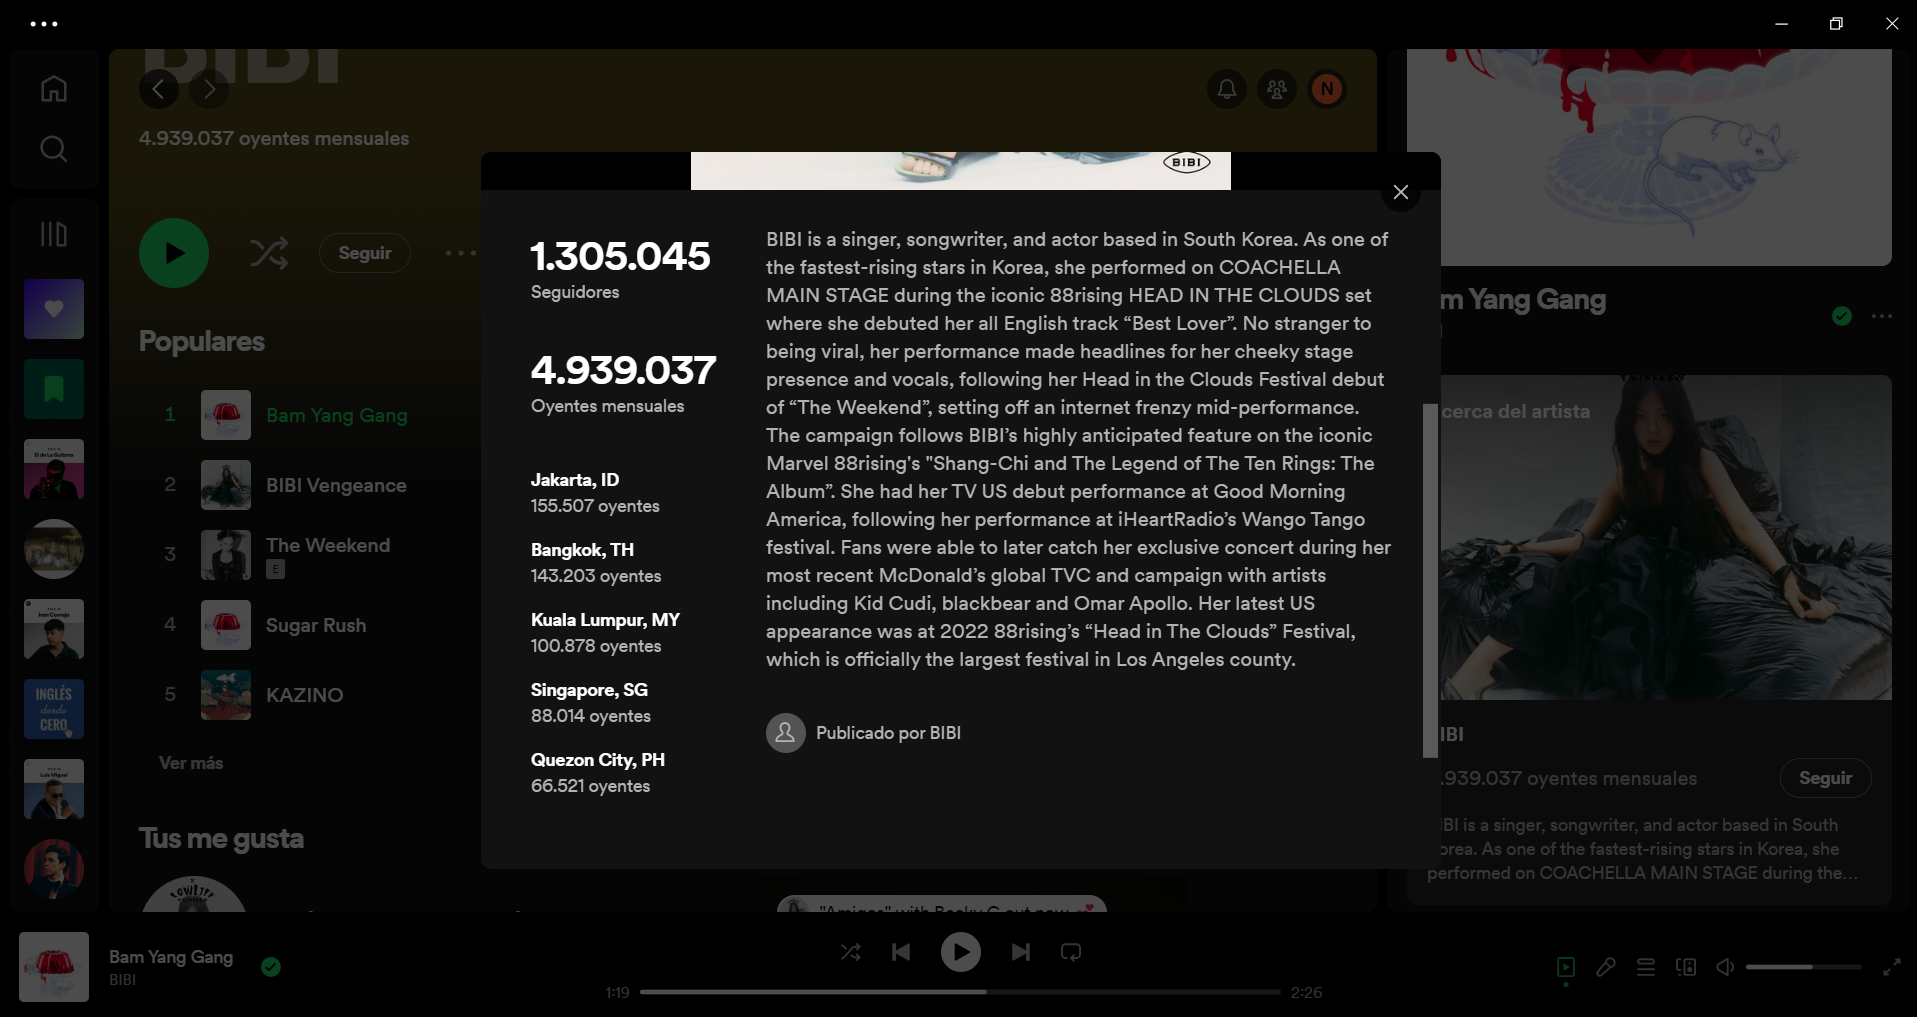 BIBI
4.939.037 oyentes mensuales
N
Seguir
Populares
1
Bam Yang Gang
2
BIBI Vengeance
3
The Weekend
E
4
Sugar Rush
5
KAZINO
Ver más
Tus me gusta
INGLÉS
desde
CERO
Luis Miguel
BIBI
1.305.045
Seguidores
4.939.037
Oyentes mensuales
Jakarta, ID
155.507 oyentes
Bangkok, TH
143.203 oyentes
Kuala Lumpur, MY
100.878 oyentes
Singapore, SG
88.014 oyentes
Quezon City, PH
66.521 oyentes
BIBI is a singer, songwriter, and actor based in South Korea. As one of
the fastest-rising stars in Korea, she performed on COACHELLA
MAIN STAGE during the iconic 88rising HEAD IN THE CLOUDS set
where she debuted her all English track “Best Lover”. No stranger to
being viral, her performance made headlines for her cheeky stage
presence and vocals, following her Head in the Clouds Festival debut
of “The Weekend”, setting off an internet frenzy mid-performance.
The campaign follows BIBI’s highly anticipated feature on the iconic
Marvel 88rising's "Shang-Chi and The Legend of The Ten Rings: The
Album”. She had her TV US debut performance at Good Morning
America, following her performance at iHeartRadio’s Wango Tango
festival. Fans were able to later catch her exclusive concert during her
most recent McDonald’s global TVC and campaign with artists
including Kid Cudi, blackbear and Omar Apollo. Her latest US
appearance was at 2022 88rising’s “Head in The Clouds” Festival,
which is officially the largest festival in Los Angeles county.
Publicado por BIBI
m Yang Gang
cerca del artista
IBI
.939.037 oyentes mensuales
Seguir
IBI is a singer, songwriter, and actor based in South
orea. As one of the fastest-rising stars in Korea, she
performed on COACHELLA MAIN STAGE during the...
"Amigos" with Becky G out now
Bam Yang Gang
BIBI
1:19
2:26